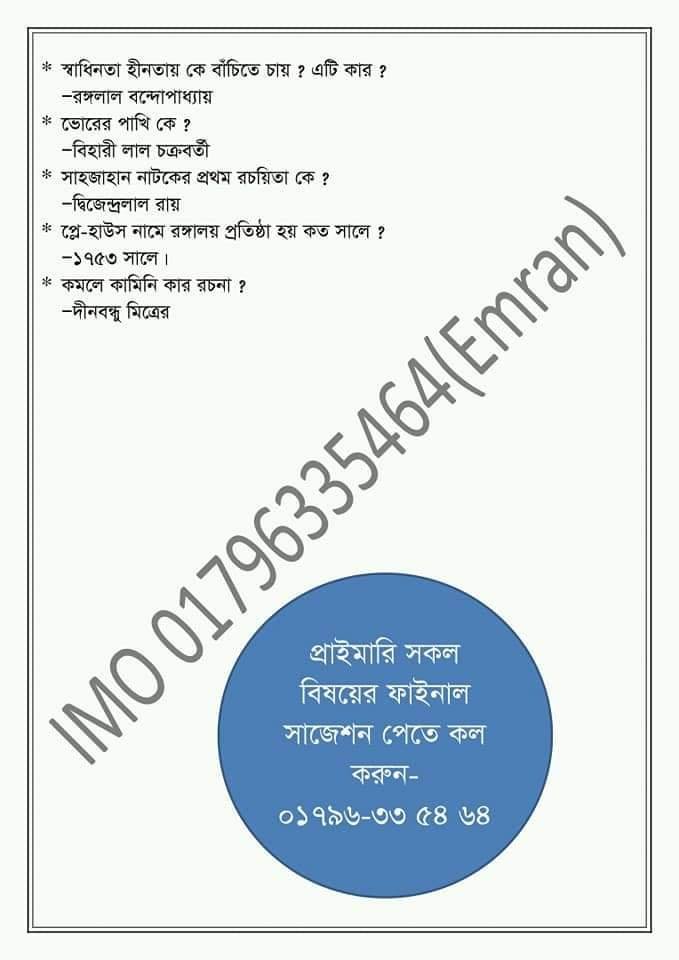 * স্বাধিনতা হীনতায় কে বাঁচিতে চায় ? এটি কার ?
–রঙ্গলাল বন্দোপাধ্যায়
* ভোরের পাখি কে ?
–বিহারী লাল চক্রবর্তী
* সাহজাহান নাটকের প্রথম রচয়িতা কে ?
–দ্বিজেন্দ্রলাল রায়
* প্লে-হাউস নামে রঙ্গালয় প্রতিষ্ঠা হয় কত সালে ?
–১৭৫৩ সালে।
* কমলে কামিনি কার রচনা ?
–দীনবন্ধু মিত্রের
IMO 01796335464(Emran)
প্রাইমারি সকল
বিষয়ের ফাইনাল
সাজেশন পেতে কল
করুন-
০১৭৯৬-৩৩ ৫৪ ৬৪